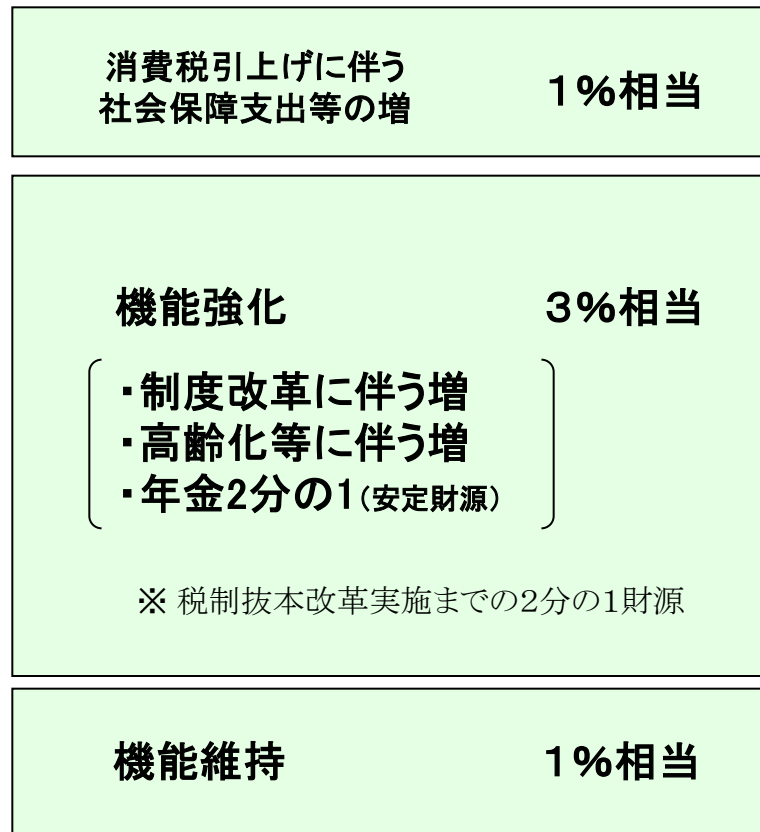 消費税引上げに伴う
社会保障支出等の増 1%相当
機能強化 3%相当
・制度改革に伴う増
・高齢化等に伴う増
・年金2分の1(安定財源)
※ 税制抜本改革実施までの2分の1財源
機能維持 1%相当